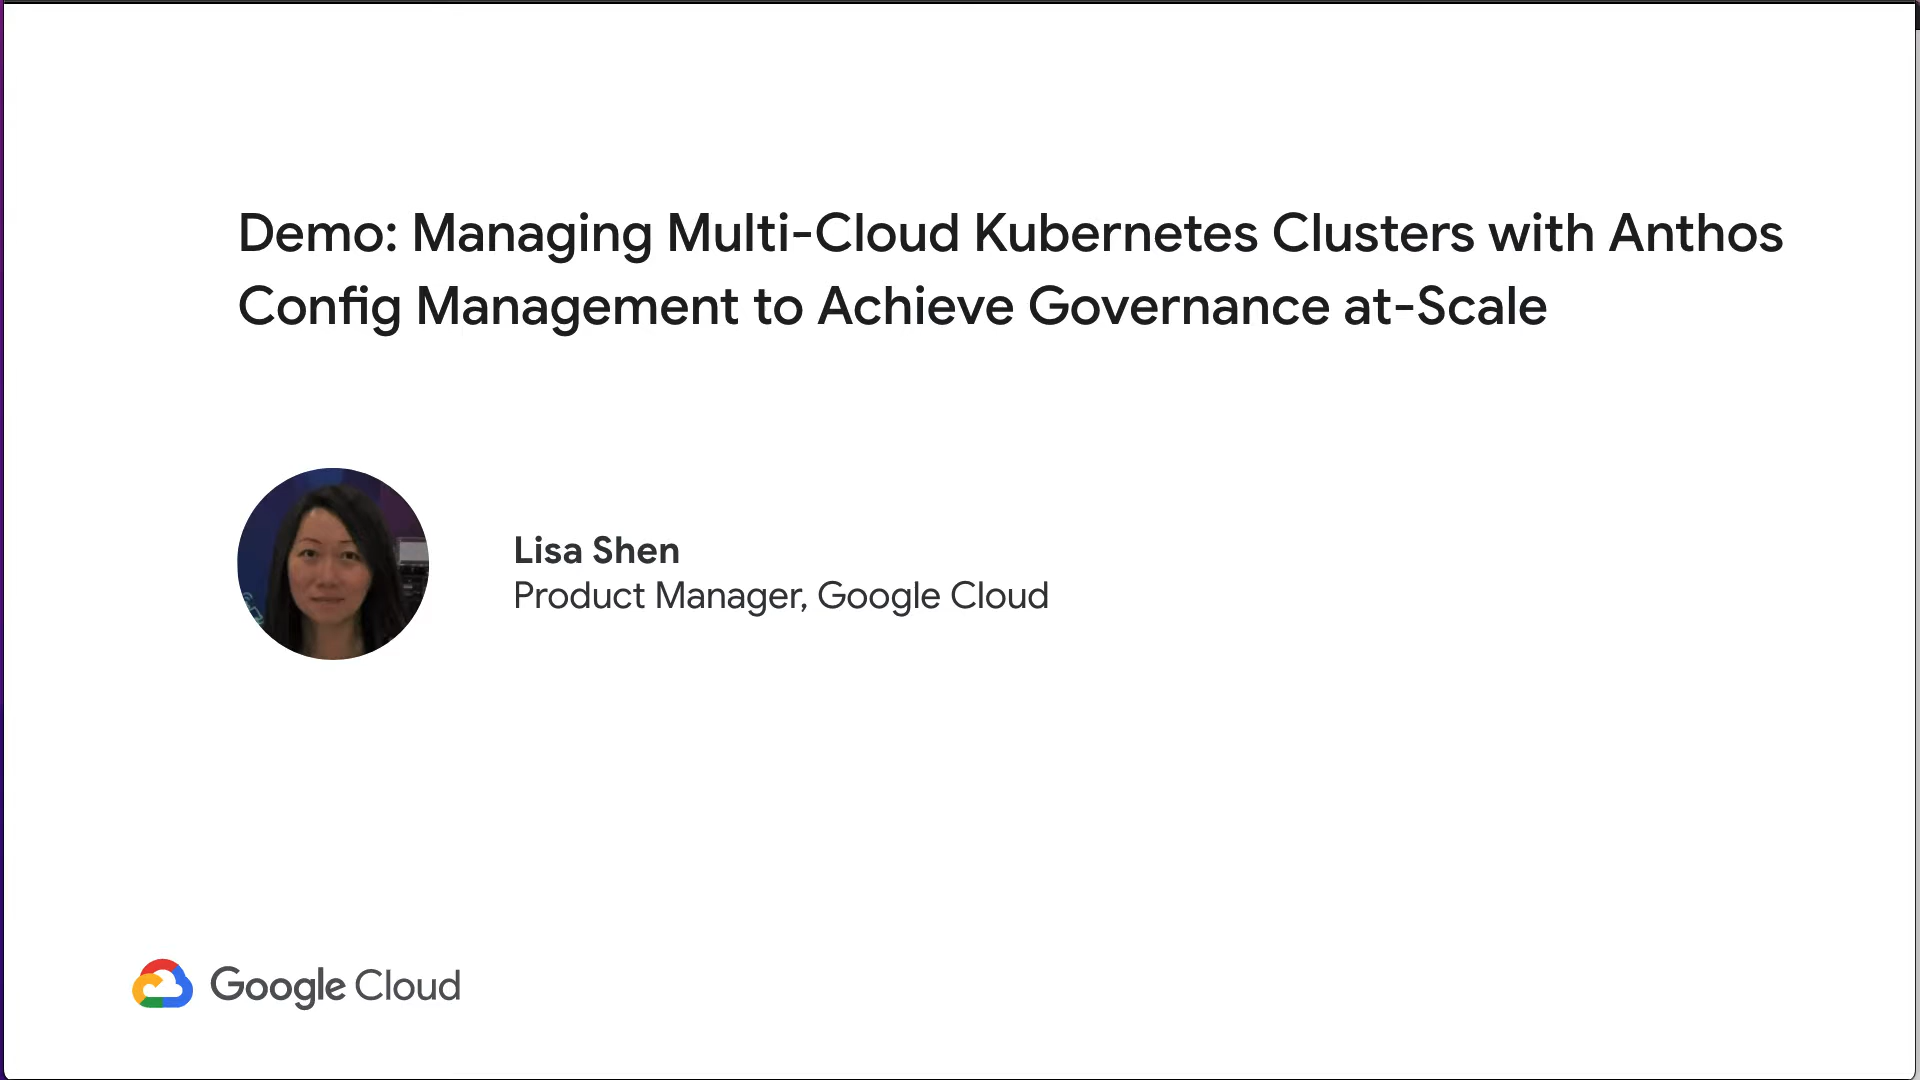 Demo: Managing Multi-Cloud Kubernetes Clusters with Anthos
Config Management to Achieve Governance at-Scale
Lisa Shen
Product Manager, Google Cloud
Google Cloud